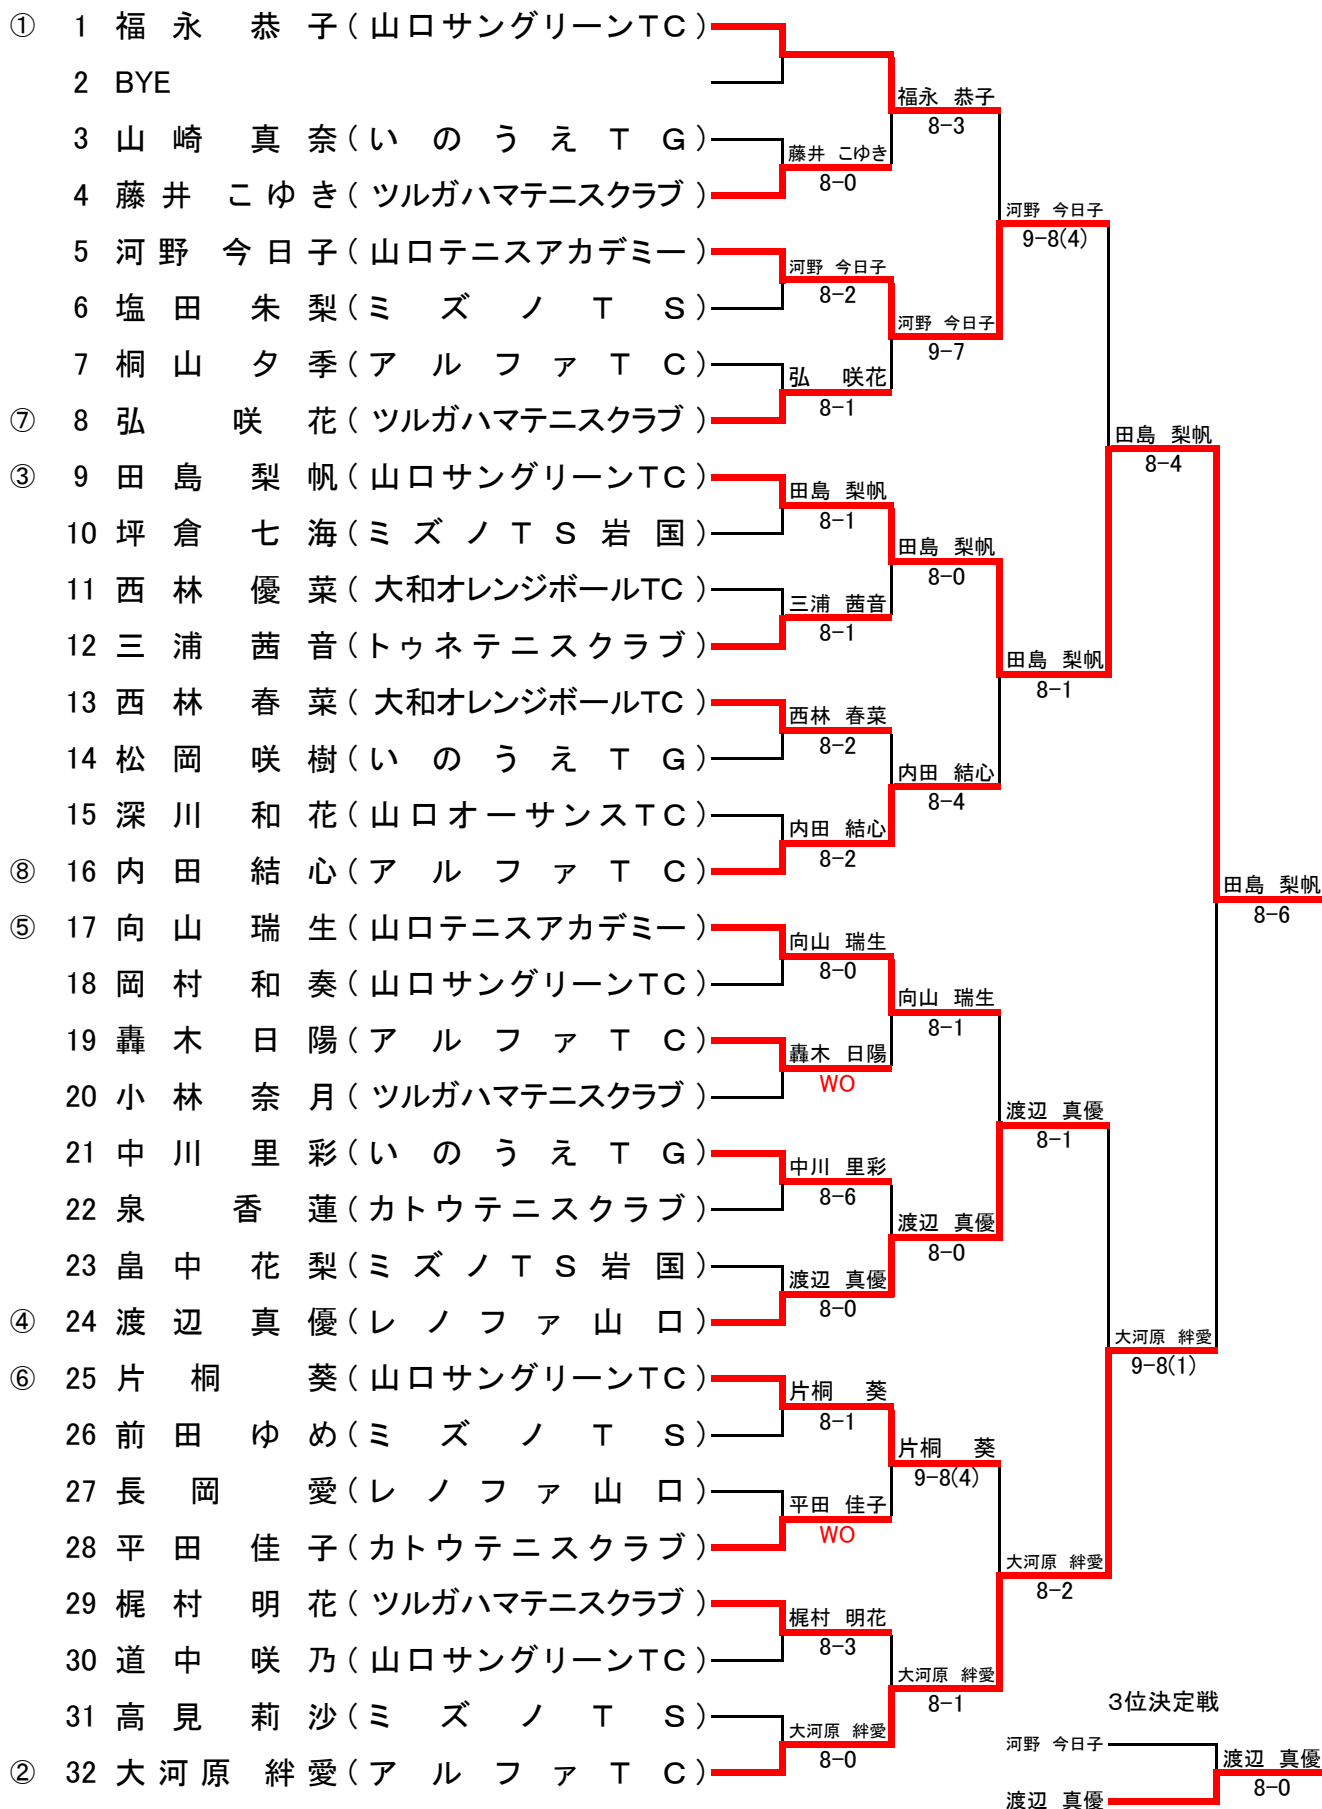 ① 1 福永 恭子(山口サングリーンTC)
2 BYE
福永 恭子
8-3
3 山崎 真奈(いのうえTG)
藤井 こゆき
8-0
4 藤井 こゆき(ツルガハマテニスクラブ)
河野 今日子
9-8(4)
5 河野 今日子(山口テニスアカデミー)
河野 今日子
8-2
6 塩田 朱梨(ミズノTS)
河野 今日子
9-7
7 桐山 夕季(アルファTC)
弘 咲花
8-1
⑦ 8 弘 咲花(ツルガハマテニスクラブ)
田島 梨帆
8-4
③ 9 田島 梨帆(山口サングリーンTC)
田島 梨帆
8-1
10 坪倉 七海(ミズノTS岩国)
田島 梨帆
8-0
11 西林 優菜(大和オレンジボールTC)
三浦 茜音
8-1
12 三浦 茜音(トゥネテニスクラブ)
田島 梨帆
8-1
13 西林 春菜(大和オレンジボールTC)
西林 春菜
8-2
14 松岡 咲樹(いのうえTG)
内田 結心
8-4
15 深川 和花(山口オーサンスTC)
内田 結心
8-2
⑧ 16 内田 結心(アルファTC)
田島 梨帆
8-6
⑤ 17 向山 瑞生(山口テニスアカデミー)
向山 瑞生
8-0
18 岡村 和奏(山口サングリーンTC)
向山 瑞生
8-1
19 轟木 日陽(アルファTC)
轟木 日陽
WO
20 小林 奈月(ツルガハマテニスクラブ)
渡辺 真優
8-1
21 中川 里彩(いのうえTG)
中川 里彩
8-6
22 泉 香蓮(カトウテニスクラブ)
渡辺 真優
8-0
23 畠中 花梨(ミズノTS岩国)
渡辺 真優
8-0
④ 24 渡辺 真優(レノファ山口)
大河原 絆愛
9-8(1)
⑥ 25 片桐 葵(山口サングリーンTC)
片桐 葵
8-1
26 前田 ゆめ(ミズノTS)
片桐 葵
9-8(4)
27 長岡 愛(レノファ山口)
平田 佳子
WO
28 平田 佳子(カトウテニスクラブ)
大河原 絆愛
8-2
29 梶村 明花(ツルガハマテニスクラブ)
梶村 明花
8-3
30 道中 咲乃(山口サングリーンTC)
大河原 絆愛
8-1
31 高見 莉沙(ミズノTS)
大河原 絆愛
8-0
② 32 大河原 絆愛(アルファTC)
3位決定戦
河野 今日子
渡辺 真優
8-0
渡辺 真優